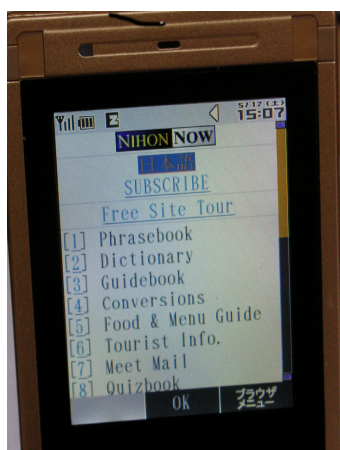 5/17(土)
15:07
NIHON NOW
日本語
SUBSCRIBE
Free Site Tour
[1] Phrasebook
[2] Dictionary
[3] Guidebook
[4] Conversions
[5] Food & Menu Guide
[6] Tourist Info.
[7] Meet Mail
[8] Quizbook
OK
ブラウザ
メニュー